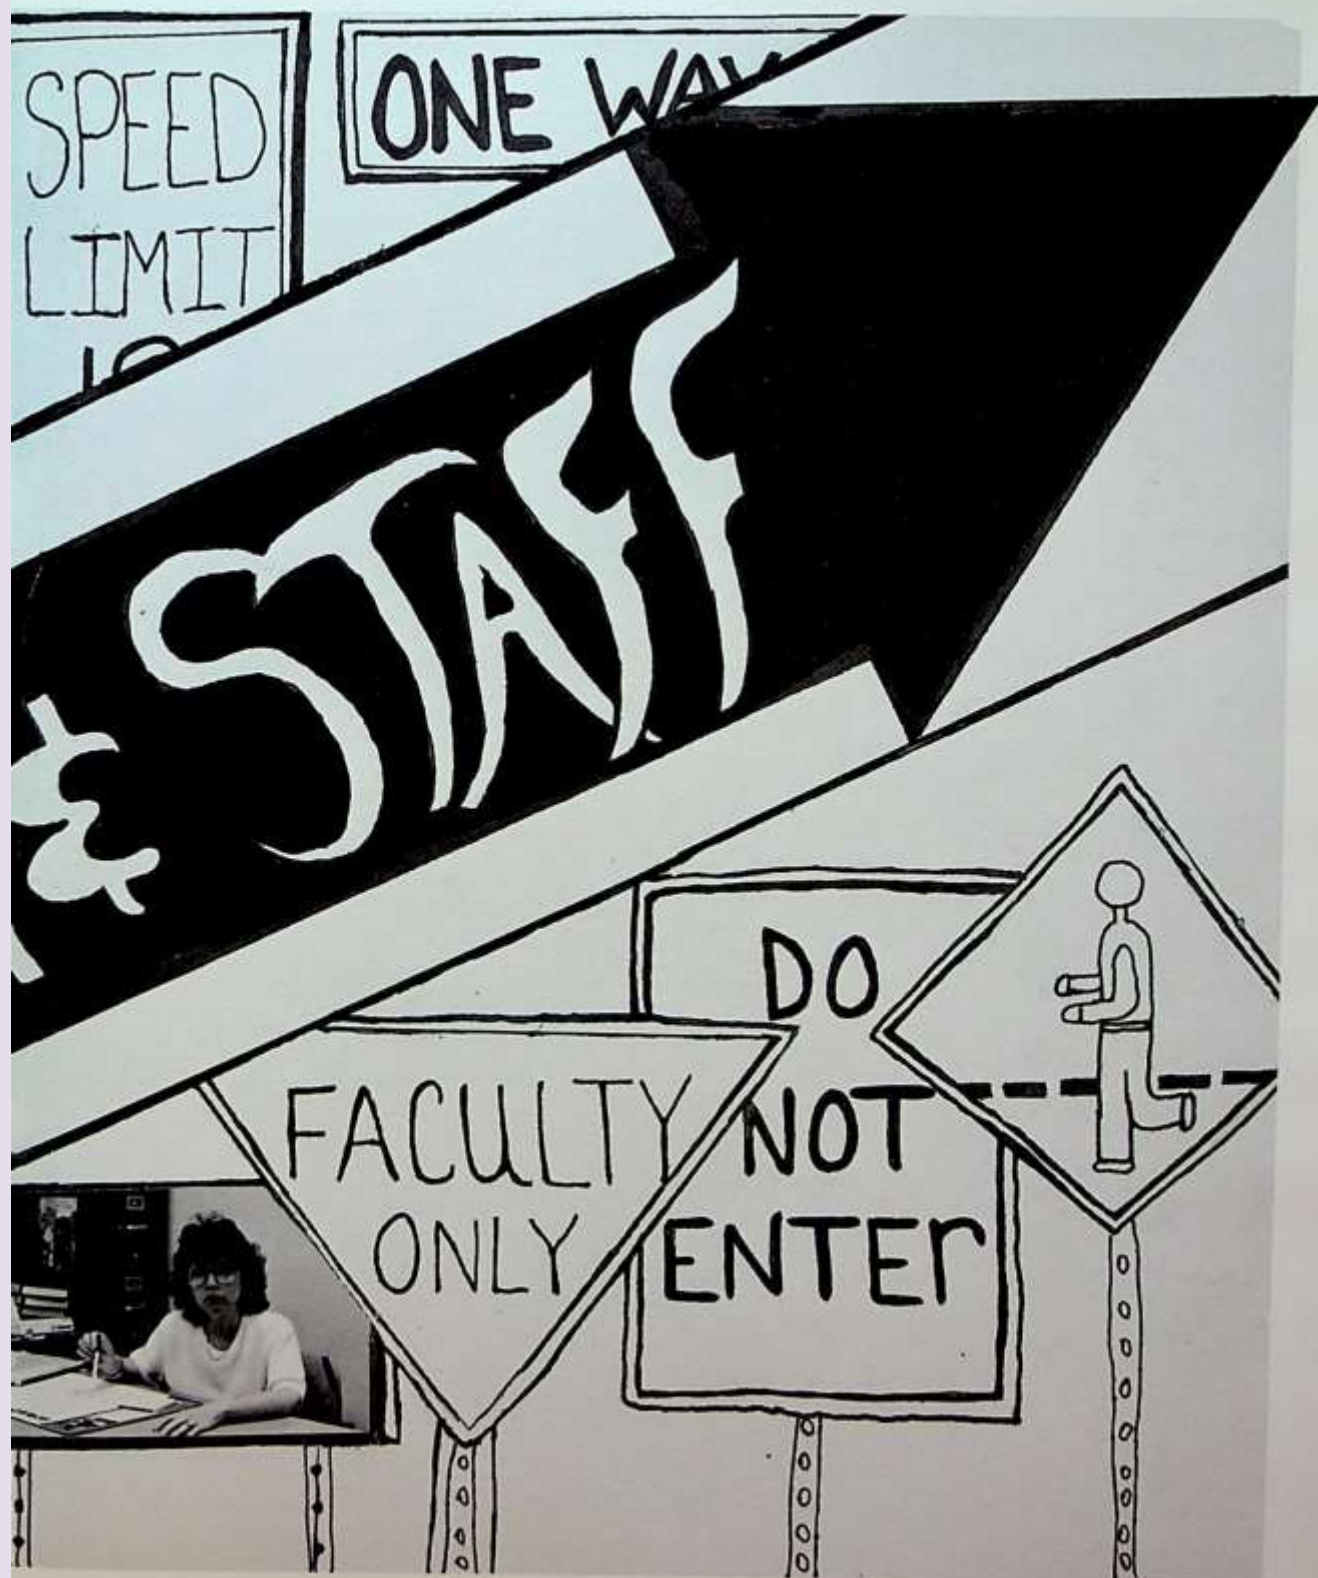 SPEED
LIMIT
ONE WAY
& STAFF
DO
NOT
ENTEr
FACULTY
ONLY